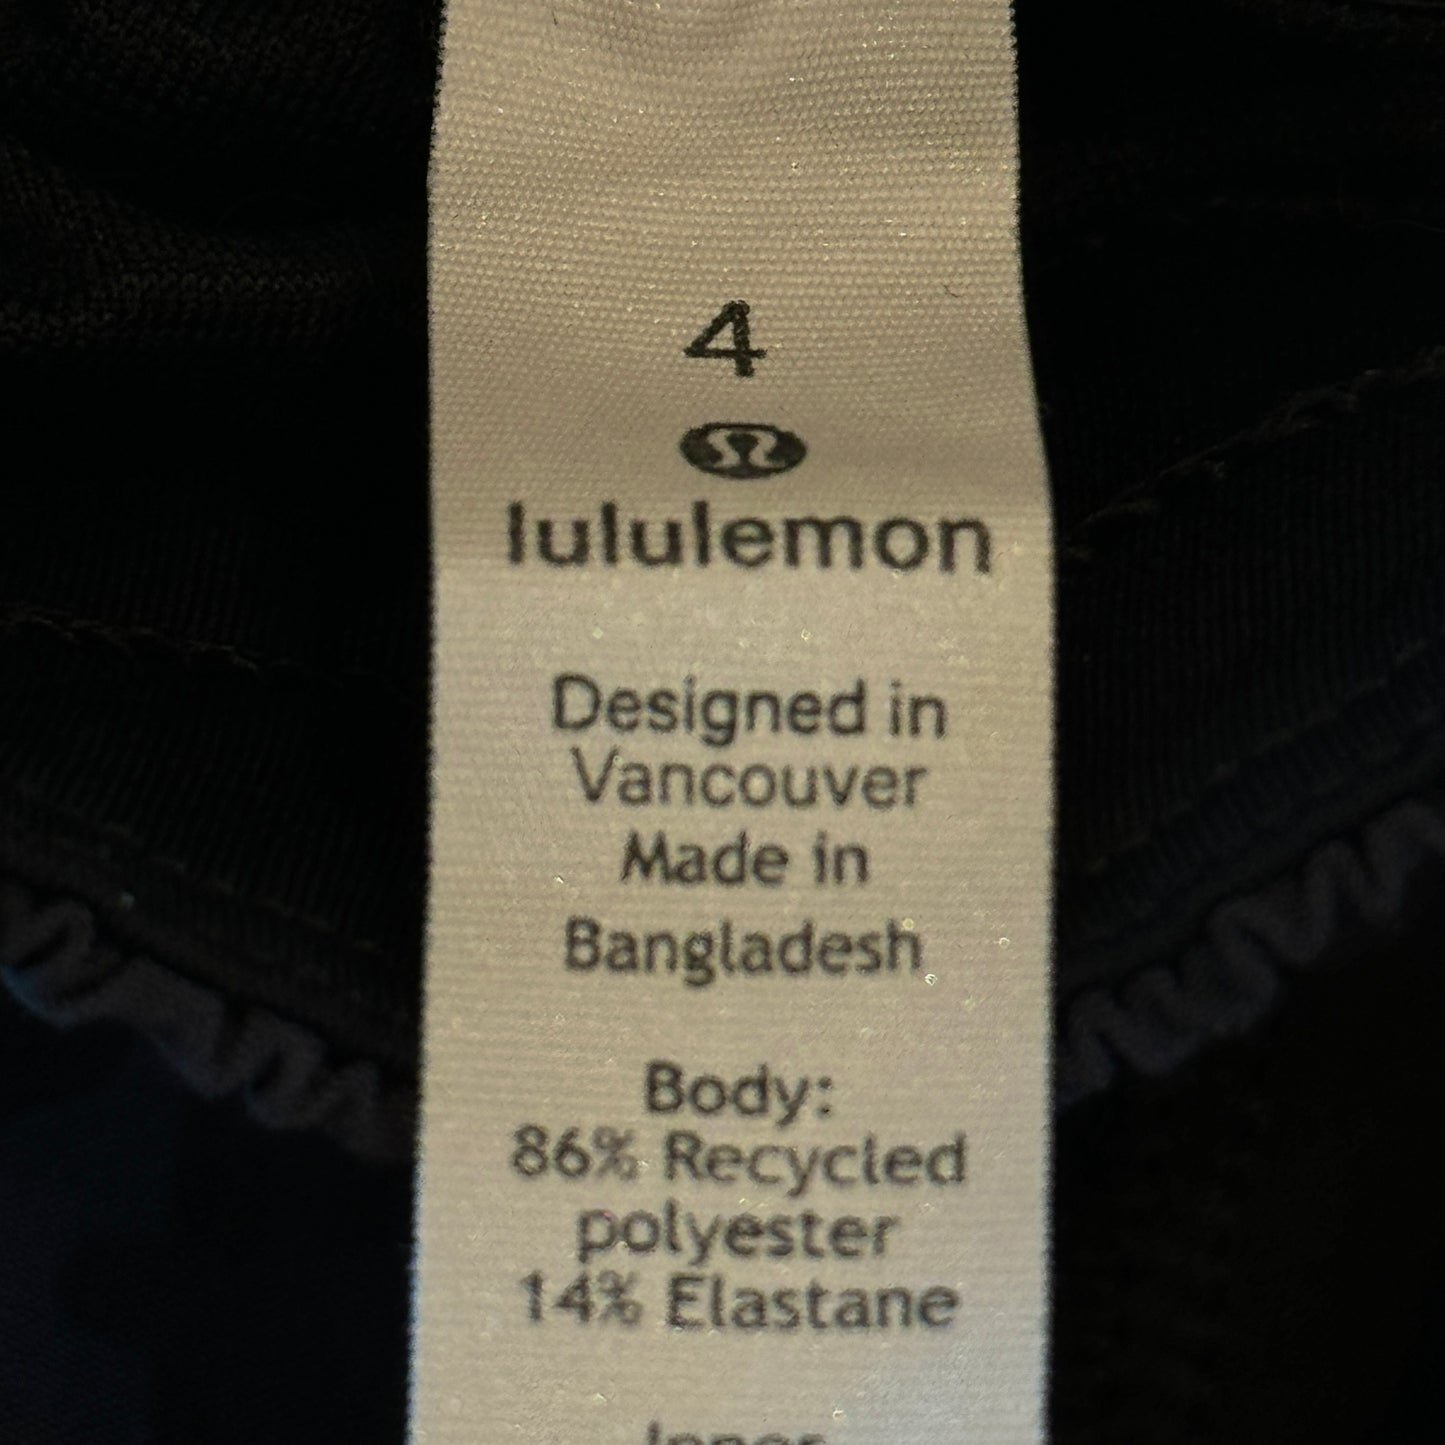 4
lululemon
Designed in
Vancouver
Made in
Bangladesh
Body:
86% Recycled
polyester
14% Elastane